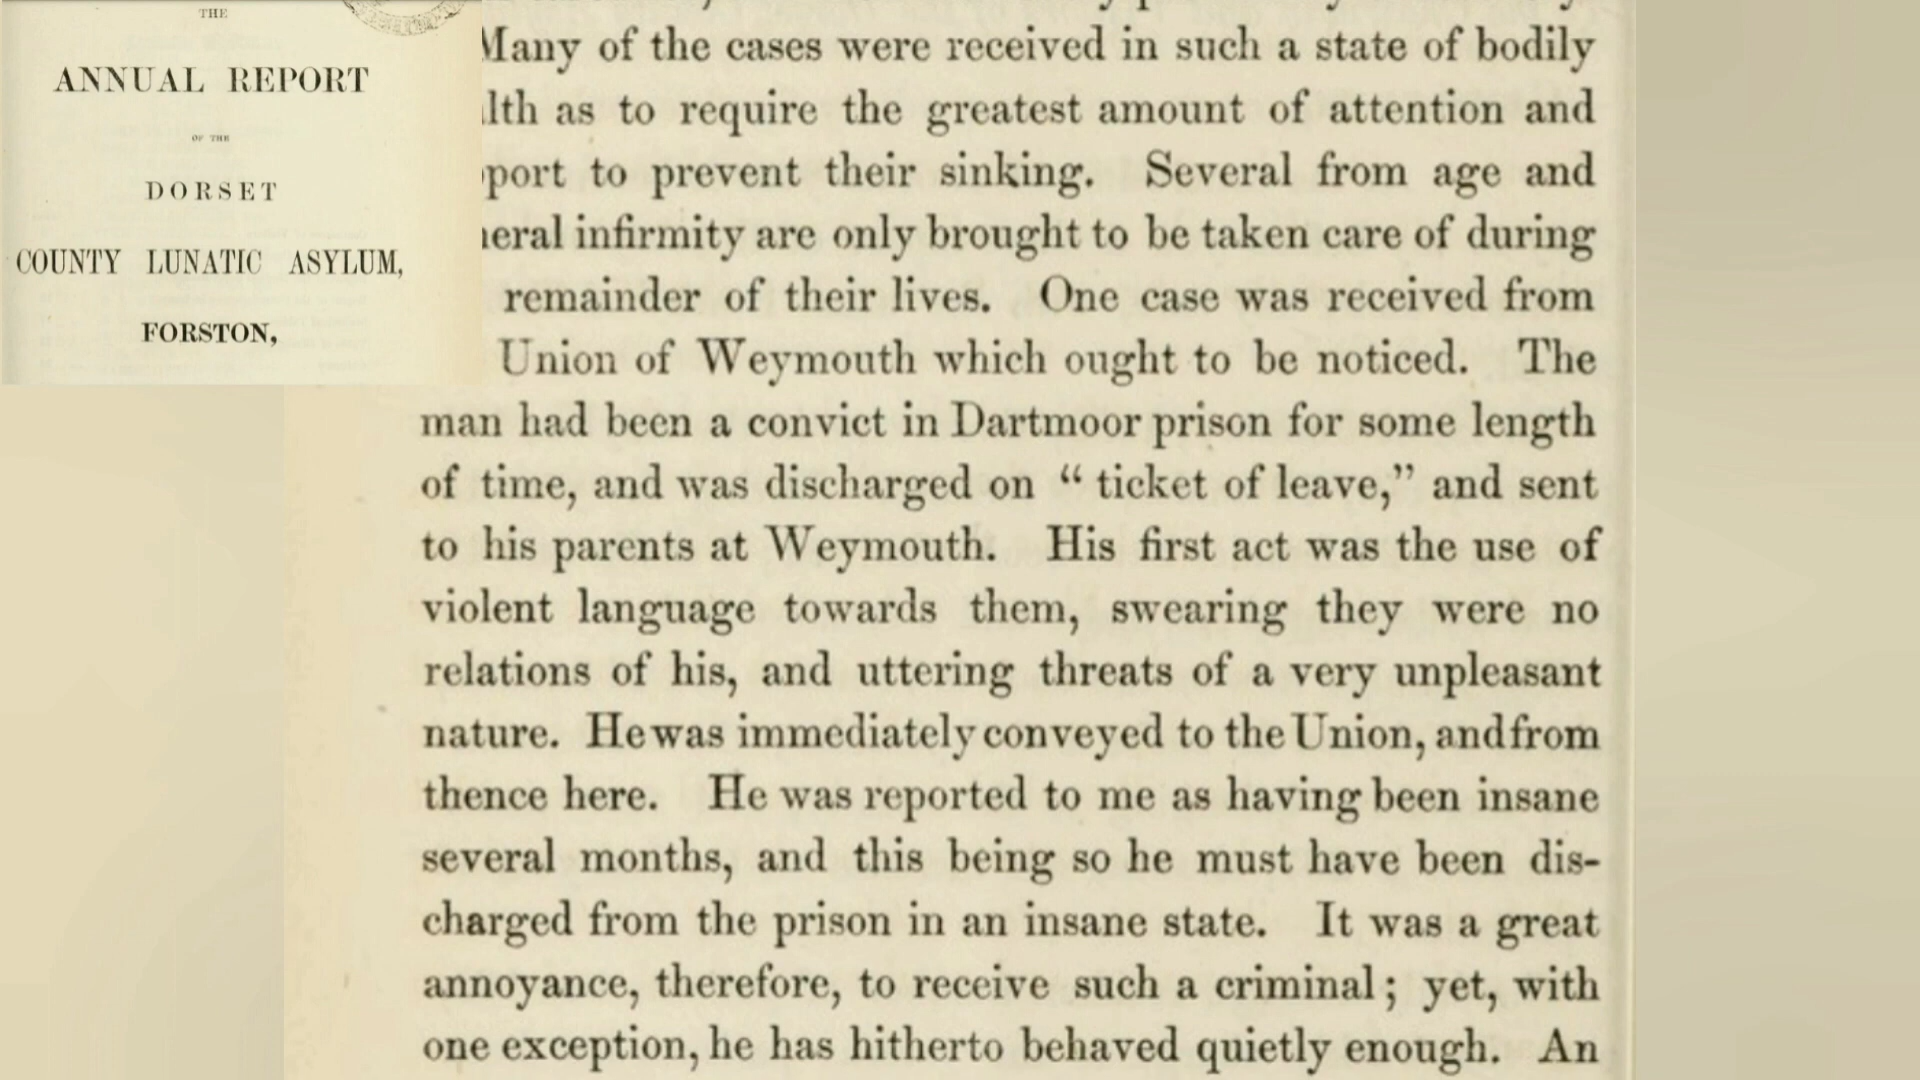 THE
ANNUAL REPORT
OF THE
DORSET
COUNTY LUNATIC ASYLUM,
FORSTON,
Many of the cases were received in such a state of bodily
lth as to require the greatest amount of attention and
port to prevent their sinking. Several from age and
neral infirmity are only brought to be taken care of during
remainder of their lives. One case was received from
Union of Weymouth which ought to be noticed. The
man had been a convict in Dartmoor prison for some length
of time, and was discharged on “ ticket of leave,” and sent
to his parents at Weymouth. His first act was the use of
violent language towards them, swearing they were no
relations of his, and uttering threats of a very unpleasant
nature. He was immediately conveyed to the Union, and from
thence here. He was reported to me as having been insane
several months, and this being so he must have been dis-
charged from the prison in an insane state. It was a great
annoyance, therefore, to receive such a criminal ; yet, with
one exception, he has hitherto behaved quietly enough. An